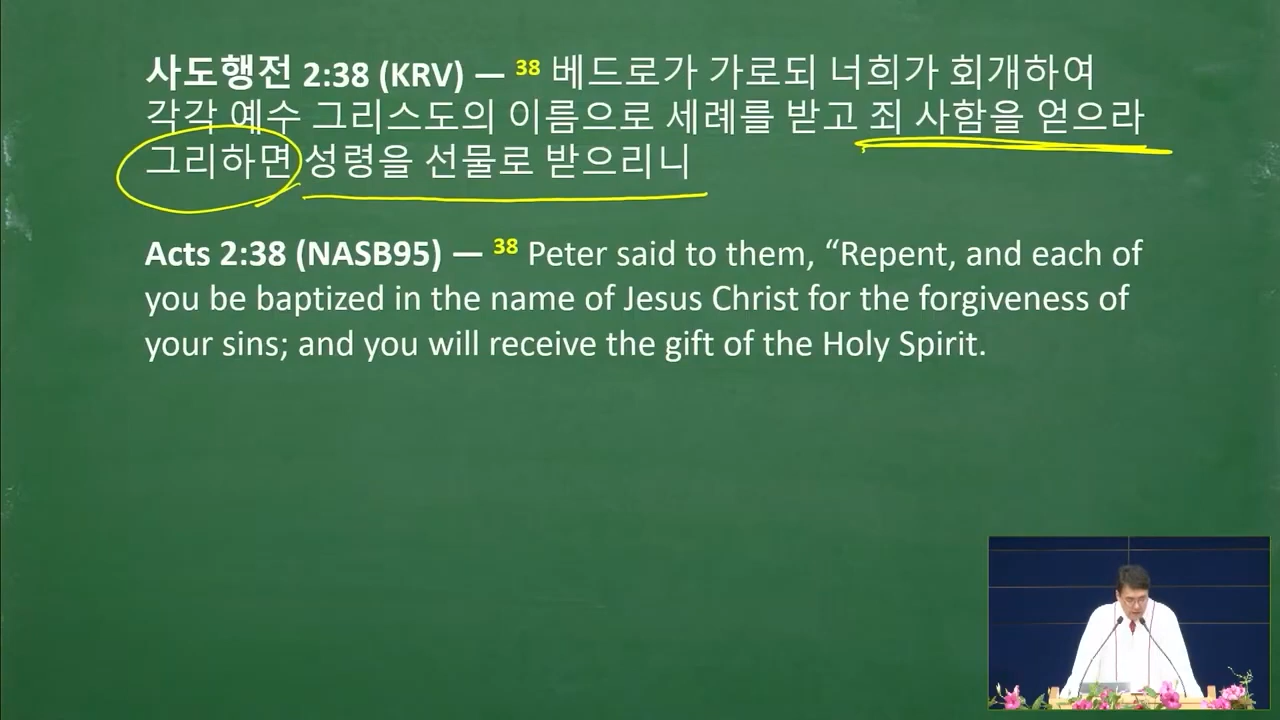 사도행전 2:38 (KRV) — 38 베드로가 가로되 너희가 회개하여
각각 예수 그리스도의 이름으로 세례를 받고 죄 사함을 얻으라
그리하면 성령을 선물로 받으리니
Acts 2:38 (NASB95) — 38 Peter said to them, “Repent, and each of
you be baptized in the name of Jesus Christ for the forgiveness of
your sins; and you will receive the gift of the Holy Spirit.